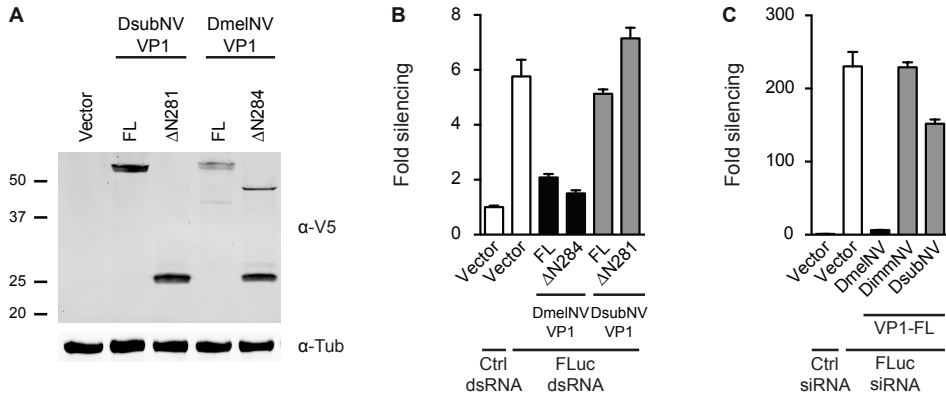 A
DsubNV
VP1
DmelNV
VP1
Vector
FL
ΔN281
FL
ΔN284
50
37
25
20
α-V5
α-Tub
B
Fold silencing
8
6
4
2
0
Vector
Vector
FL
ΔN284
FL
ΔN281
DmelNV
VP1
DsubNV
VP1
Ctrl
dsRNA
FLuc
dsRNA
C
Fold silencing
300
200
100
0
Vector
Vector
DmelNV
DimmNV
DsubNV
VP1-FL
Ctrl
siRNA
FLuc
siRNA